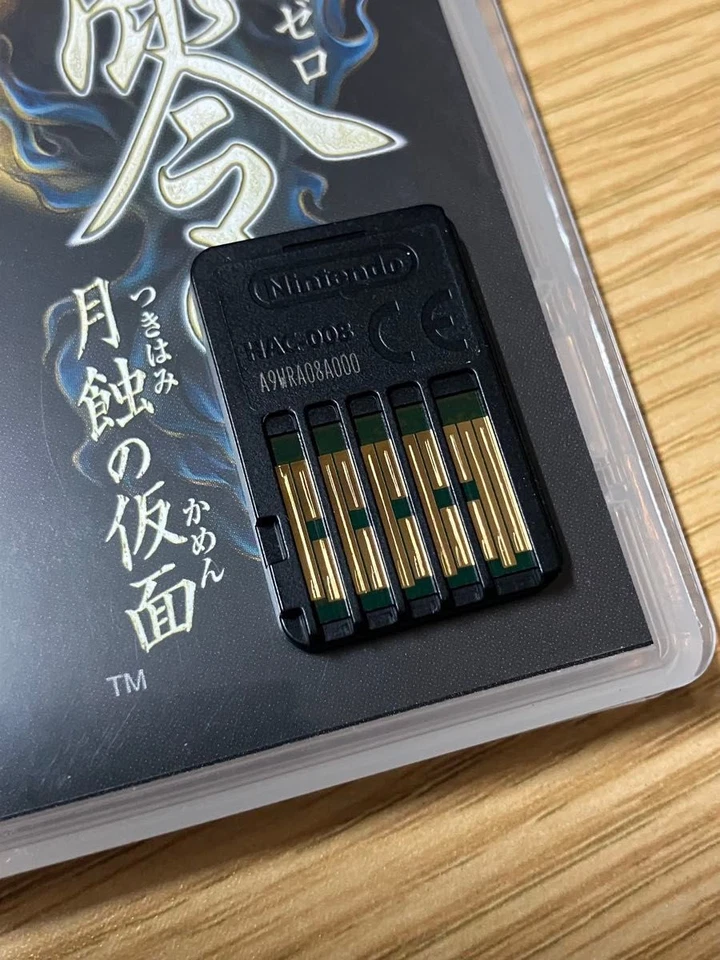 零
ゼロ
月蝕の仮面
つきはみ
かめん
TM
Nintendo
HAC-008
CE
A9WRA08A000